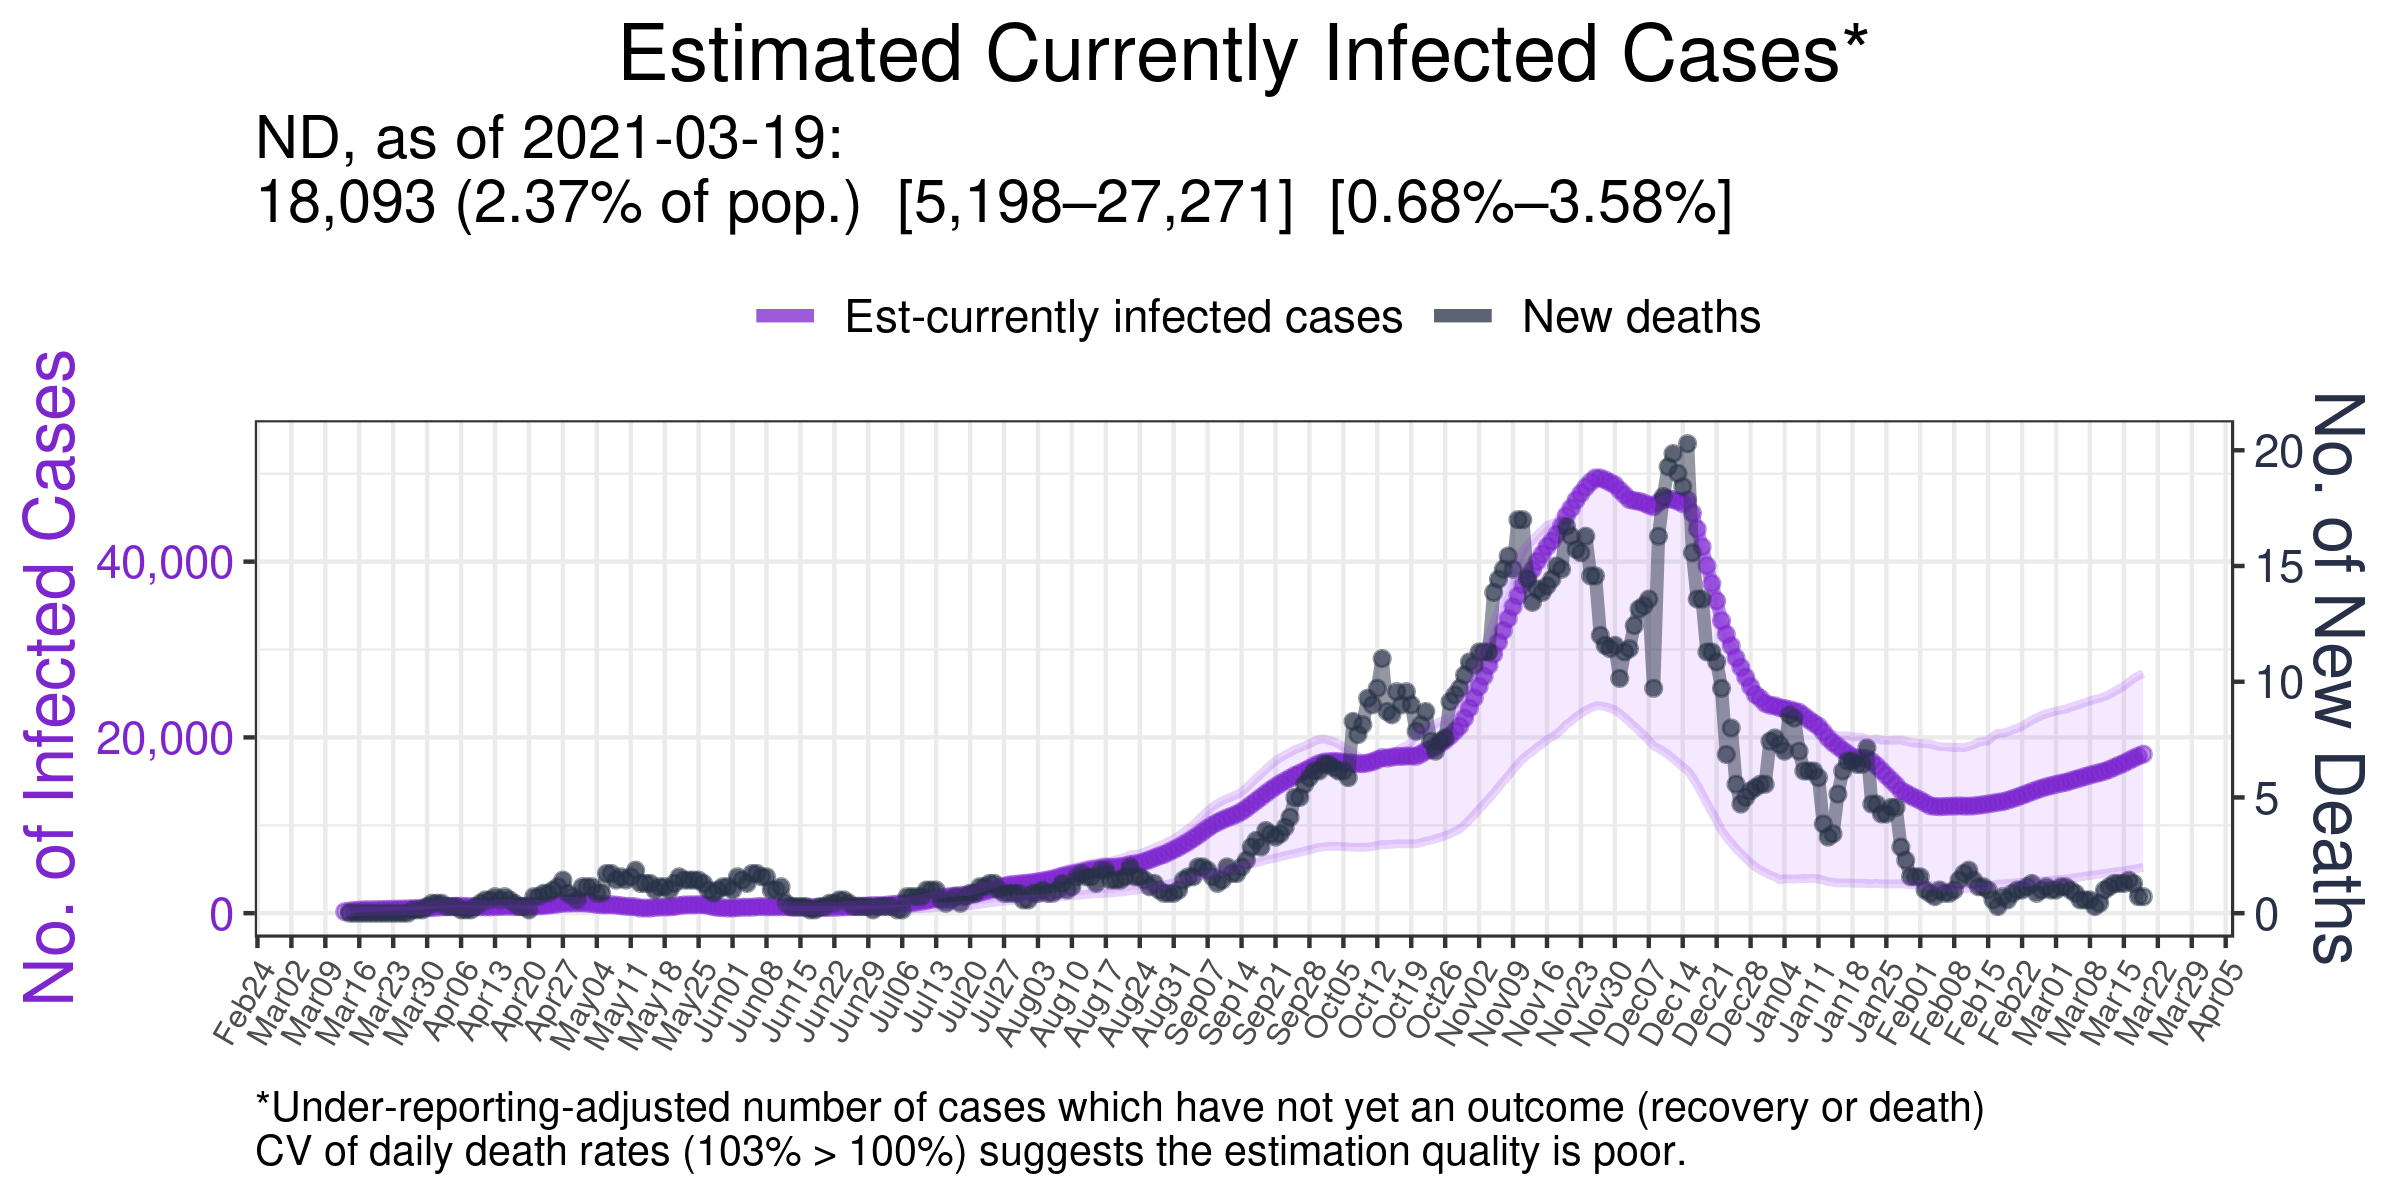 Estimated Currently Infected Cases*
ND, as of 2021-03-19:
18,093 (2.37% of pop.) [5,198–27,271] [0.68%–3.58%]
Est-currently infected cases New deaths
No. of Infected Cases
40,000
20,000
0
No. of New Deaths
20
15
10
5
0
Feb24 Mar02 Mar09 Mar16 Mar23 Mar30 Apr06 Apr13 Apr20 Apr27 May04 May11 May18 May25 Jun01 Jun08 Jun15 Jun22 Jun29 Jul06 Jul13 Jul20 Jul27 Aug03 Aug10 Aug17 Aug24 Aug31 Sep07 Sep14 Sep21 Sep28 Oct05 Oct12 Oct19 Oct26 Nov02 Nov09 Nov16 Nov23 Nov30 Dec07 Dec14 Dec21 Dec28 Jan04 Jan11 Jan18 Jan25 Feb01 Feb08 Feb15 Feb22 Mar01 Mar08 Mar15 Mar22 Mar29 Apr05
*Under-reporting-adjusted number of cases which have not yet an outcome (recovery or death)
CV of daily death rates (103% > 100%) suggests the estimation quality is poor.